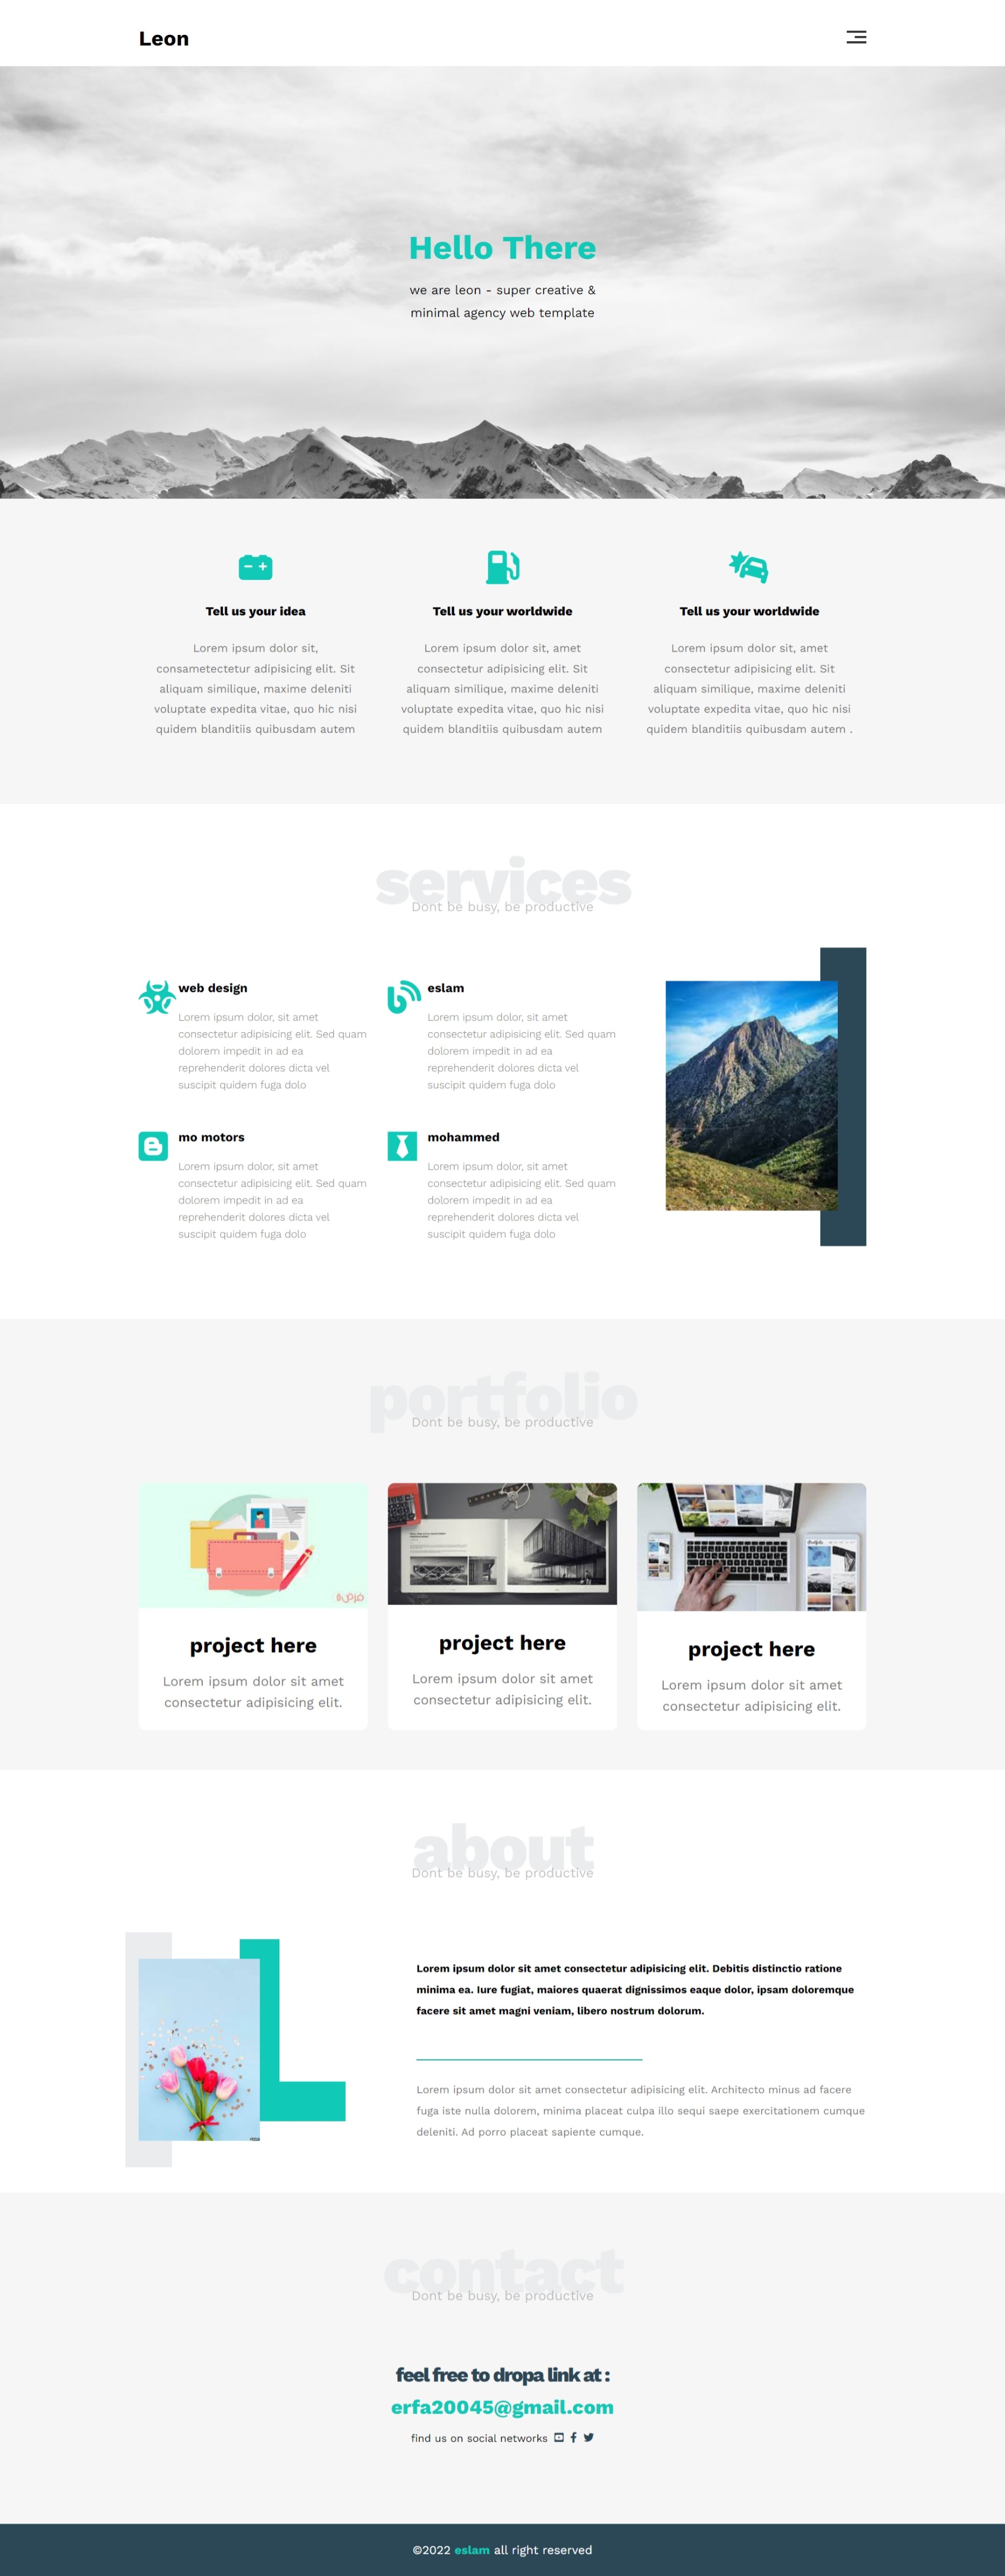 Leon
Hello There
we are leon - super creative &
minimal agency web template
Tell us your idea
Lorem ipsum dolor sit,
consametectetur adipisicing elit. Sit
aliquam similique, maxime deleniti
voluptate expedita vitae, quo hic nisi
quidem blanditiis quibusdam autem
Tell us your worldwide
Lorem ipsum dolor sit, amet
consectetur adipisicing elit. Sit
aliquam similique, maxime deleniti
voluptate expedita vitae, quo hic nisi
quidem blanditiis quibusdam autem
Tell us your worldwide
Lorem ipsum dolor sit, amet
consectetur adipisicing elit. Sit
aliquam similique, maxime deleniti
voluptate expedita vitae, quo hic nisi
quidem blanditiis quibusdam autem .
services
Dont be busy, be productive
web design
Lorem ipsum dolor, sit amet
consectetur adipisicing elit. Sed quam
dolorem impedit in ad ea
reprehenderit dolores dicta vel
suscipit quidem fuga dolo
eslam
Lorem ipsum dolor, sit amet
consectetur adipisicing elit. Sed quam
dolorem impedit in ad ea
reprehenderit dolores dicta vel
suscipit quidem fuga dolo
mo motors
Lorem ipsum dolor, sit amet
consectetur adipisicing elit. Sed quam
dolorem impedit in ad ea
reprehenderit dolores dicta vel
suscipit quidem fuga dolo
mohammed
Lorem ipsum dolor, sit amet
consectetur adipisicing elit. Sed quam
dolorem impedit in ad ea
reprehenderit dolores dicta vel
suscipit quidem fuga dolo
portfolio
Dont be busy, be productive
project here
Lorem ipsum dolor sit amet
consectetur adipisicing elit.
project here
Lorem ipsum dolor sit amet
consectetur adipisicing elit.
project here
Lorem ipsum dolor sit amet
consectetur adipisicing elit.
about
Dont be busy, be productive
Lorem ipsum dolor sit amet consectetur adipisicing elit. Debitis distinctio ratione
minima ea. Iure fugiat, maiores quaerat dignissimos eaque dolor, ipsam doloremque
facere sit amet magni veniam, libero nostrum dolorum.
Lorem ipsum dolor sit amet consectetur adipisicing elit. Architecto minus ad facere
fuga iste nulla dolorem, minima placeat culpa illo sequi saepe exercitationem cumque
deleniti. Ad porro placeat sapiente cumque.
contact
Dont be busy, be productive
feel free to dropa link at :
erfa20045@gmail.com
find us on social networks
©2022 eslam all right reserved